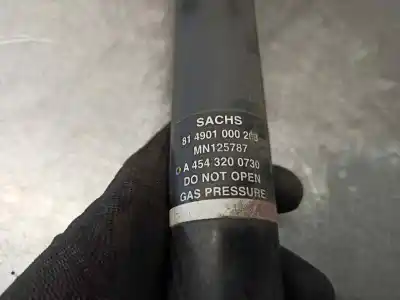 SACHS
81 4901 000
MN125787
A 454 320 0730
DO NOT OPEN
GAS PRESSURE